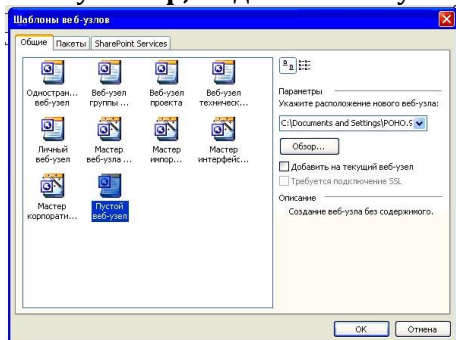 Шаблоны веб-узлов
Общие Пакеты SharePoint Services
Одностран... веб-узел
Веб-узел группы ...
Веб-узел проекта
Веб-узел техническ...
Личный веб-узел
Мастер веб-узла ...
Мастер импор...
Мастер интерфейс...
Мастер корпорати...
Пустой веб-узел
Параметры
Укажите расположение нового веб-узла:
C:\Documents and Settings\РОНО.S
Обзор...
Добавить на текущий веб-узел
Требуется подключение SSL
Описание
Создание веб-узла без содержимого.
ОК Отмена